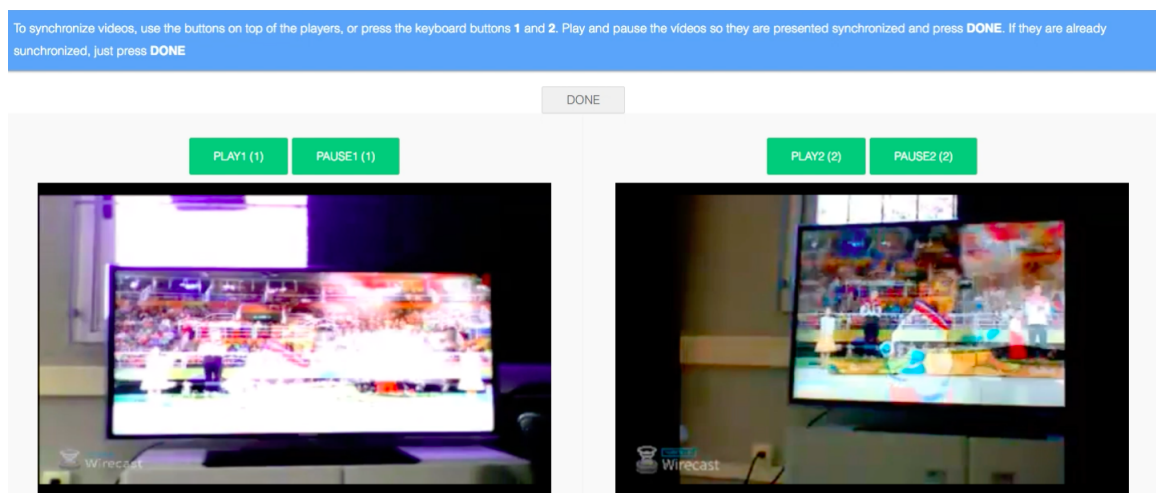 To synchronize videos, use the buttons on top of the players, or press the keyboard buttons 1 and 2. Play and pause the videos so they are presented synchronized and press DONE. If they are already
sunchronized, just press DONE
DONE
PLAY1 (1) PAUSE1 (1) PLAY2 (2) PAUSE2 (2)
Wirecast Wirecast